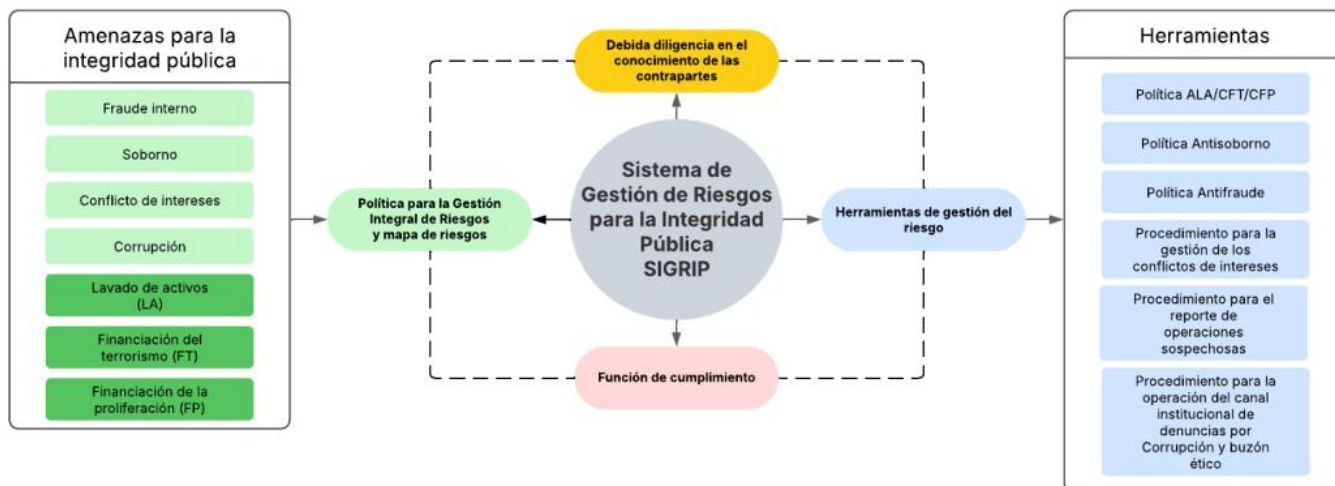 Amenazas para la
integridad pública
Fraude interno
Soborno
Conflicto de intereses
Corrupción
Lavado de activos
(LA)
Financiación del
terrorismo (FT)
Financiación de la
proliferación (FP)
Política para la Gestión
Integral de Riesgos
y mapa de riesgos
Debida diligencia en el
conocimiento de las
contrapartes
Sistema de
Gestión de Riesgos
para la Integridad
Pública
SIGRIP
Función de cumplimiento
Herramientas de gestión del
riesgo
Herramientas
Política ALA/CFT/CFP
Política Antisoborno
Política Antifraude
Procedimiento para la
gestión de los
conflictos de intereses
Procedimiento para el
reporte de
operaciones
sospechosas
Procedimiento para la
operación del canal
institucional de
denuncias por
Corrupción y buzón
ético